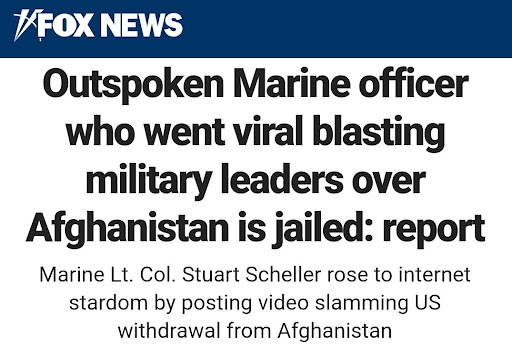 FOX NEWS
Outspoken Marine officer
who went viral blasting
military leaders over
Afghanistan is jailed: report
Marine Lt. Col. Stuart Scheller rose to internet
stardom by posting video slamming US
withdrawal from Afghanistan